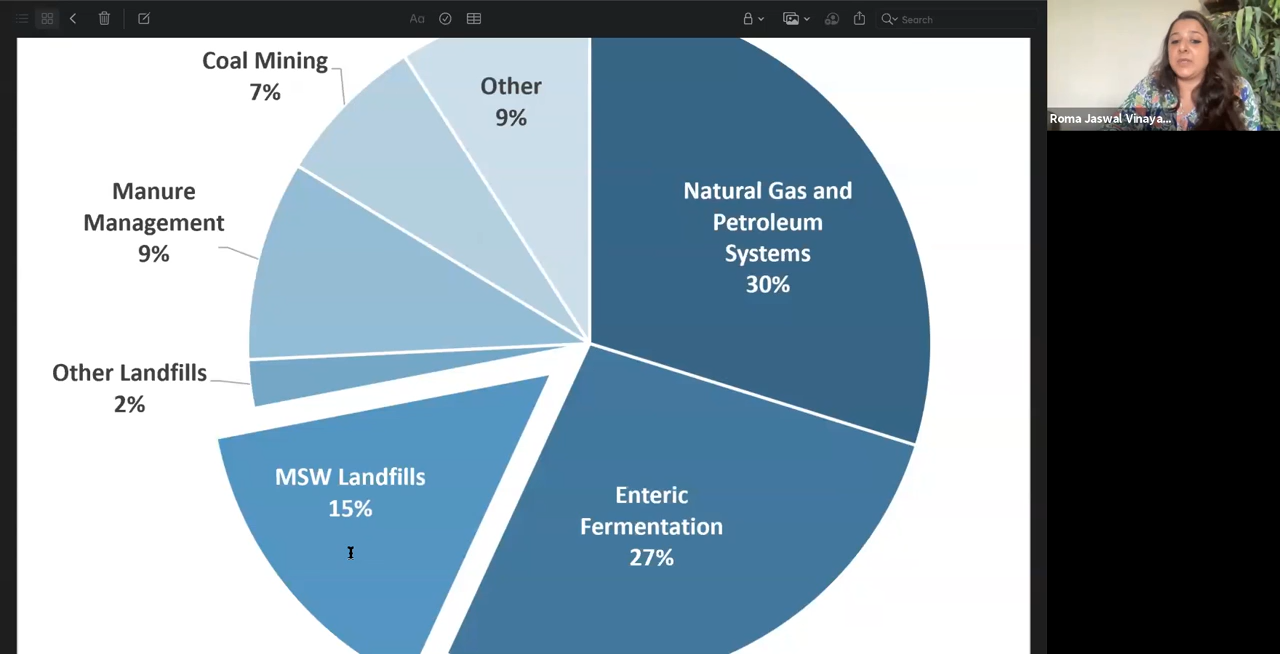 Aa
Search
Coal Mining
7%
Other
9%
Natural Gas and
Petroleum
Systems
30%
Manure
Management
9%
Other Landfills
2%
MSW Landfills
15%
Enteric
Fermentation
27%
Roma Jaswal Vinaya...